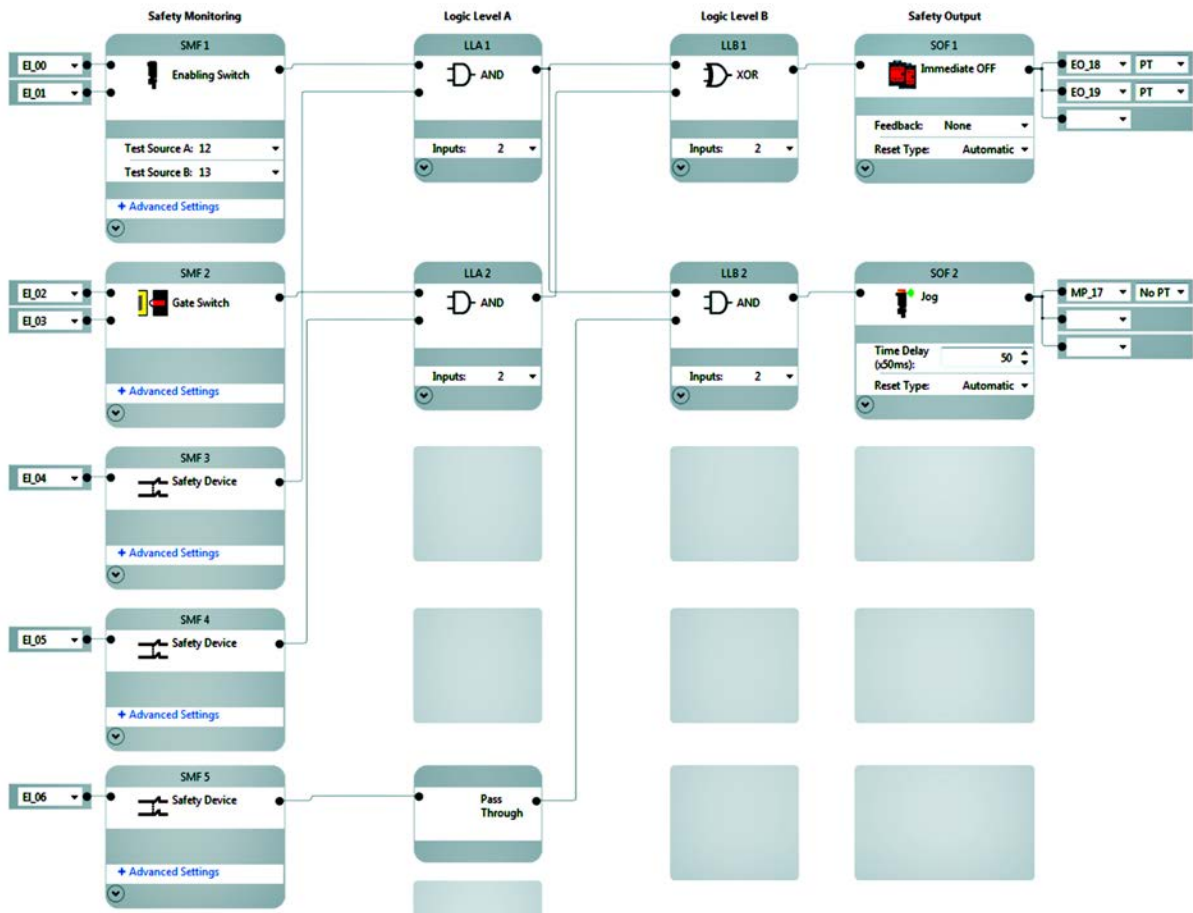 Safety Monitoring
Logic Level A
Logic Level B
Safety Output
EI_00
EI_01
SMF 1
Enabling Switch
Test Source A: 12
Test Source B: 13
+ Advanced Settings
LLA 1
AND
Inputs: 2
LLB 1
XOR
Inputs: 2
SOF 1
Immediate OFF
Feedback: None
Reset Type: Automatic
EO_18 PT
EO_19 PT
EI_02
EI_03
SMF 2
Gate Switch
+ Advanced Settings
LLA 2
AND
Inputs: 2
LLB 2
AND
Inputs: 2
SOF 2
Jog
Time Delay
(x50ms): 50
Reset Type: Automatic
MP_17 No PT
EI_04
SMF 3
Safety Device
+ Advanced Settings
EI_05
SMF 4
Safety Device
+ Advanced Settings
EI_06
SMF 5
Safety Device
+ Advanced Settings
Pass
Through